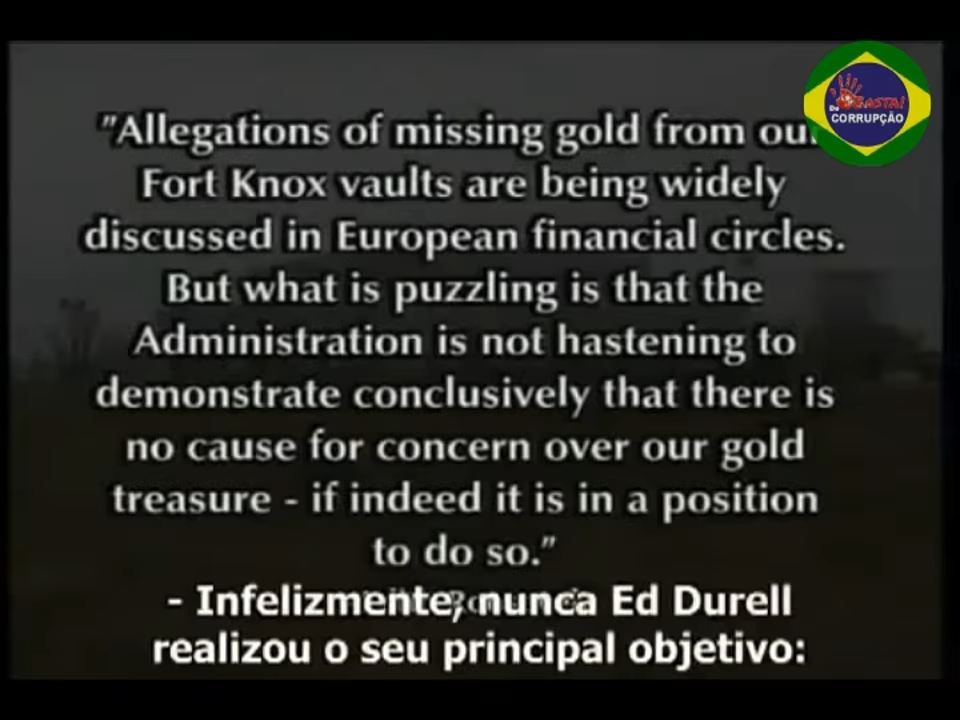 "Allegations of missing gold from our
Fort Knox vaults are being widely
discussed in European financial circles.
But what is puzzling is that the
Administration is not hastening to
demonstrate conclusively that there is
no cause for concern over our gold
treasure - if indeed it is in a position
to do so."
- Infelizmente, nunca Ed Durell
realizou o seu principal objetivo:
BASTA!
CORRUPÇÃO